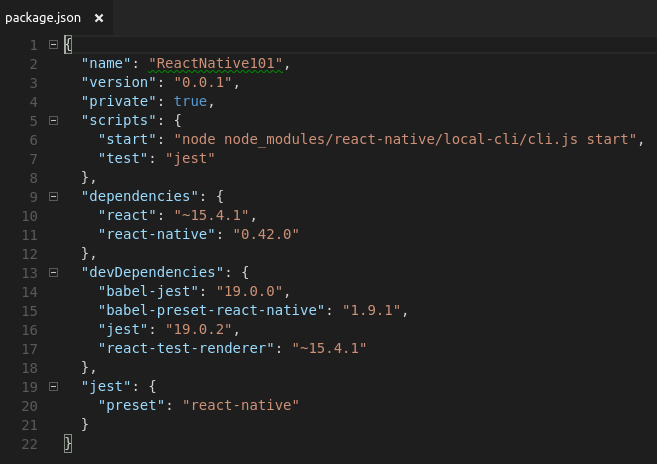 package.json ×
1 {
2 "name": "ReactNative101",
3 "version": "0.0.1",
4 "private": true,
5 "scripts": {
6 "start": "node node_modules/react-native/local-cli/cli.js start",
7 "test": "jest"
8 },
9 "dependencies": {
10 "react": "~15.4.1",
11 "react-native": "0.42.0"
12 },
13 "devDependencies": {
14 "babel-jest": "19.0.0",
15 "babel-preset-react-native": "1.9.1",
16 "jest": "19.0.2",
17 "react-test-renderer": "~15.4.1"
18 },
19 "jest": {
20 "preset": "react-native"
21 }
22 }